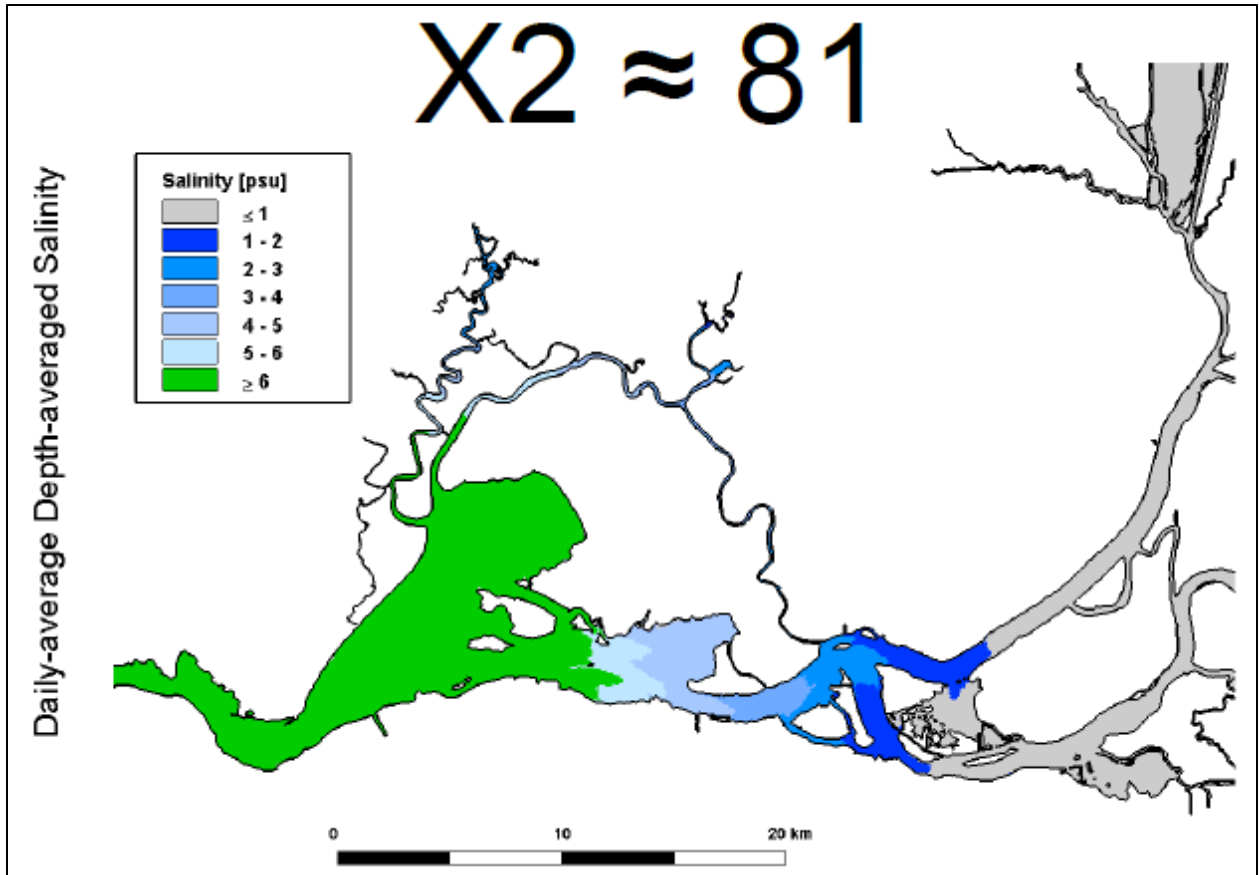 X2 ≈ 81
Daily-average Depth-averaged Salinity
Salinity [psu]
≤ 1
1 - 2
2 - 3
3 - 4
4 - 5
5 - 6
≥ 6
0 10 20 km